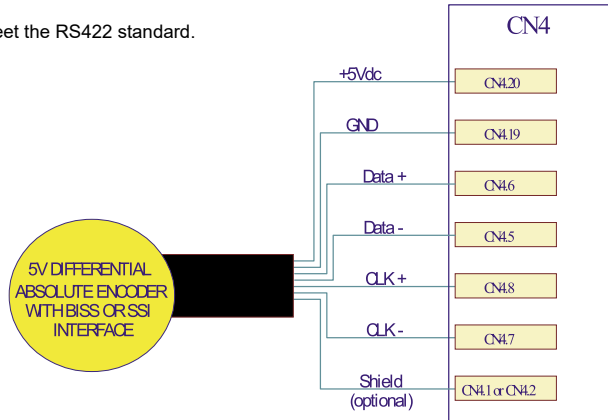 eet the RS422 standard.
CN4
+5Vdc
CN4.20
GND
CN4.19
Data +
CN4.6
Data -
CN4.5
CLK +
CN4.8
CLK -
CN4.7
Shield
(optional)
CN4.1 or CN4.2
5V DIFFERENTIAL
ABSOLUTE ENCODER
WITH BISS OR SSI
INTERFACE